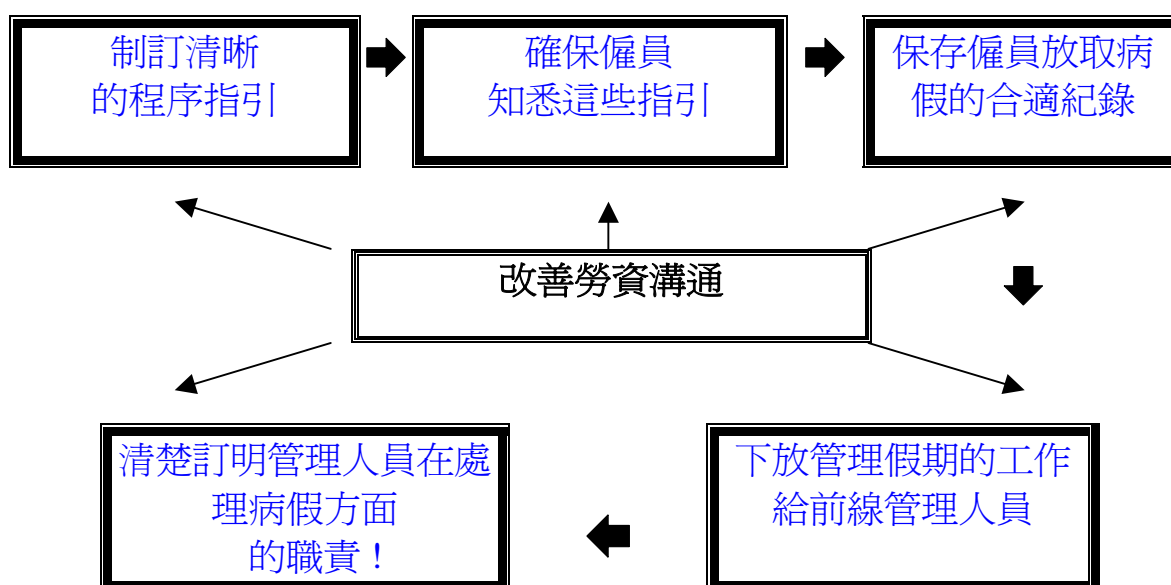 制訂清晰
的程序指引
確保僱員
知悉這些指引
保存僱員放取病
假的合適紀錄
改善勞資溝通
清楚訂明管理人員在處
理病假方面
的職責！
下放管理假期的工作
給前線管理人員